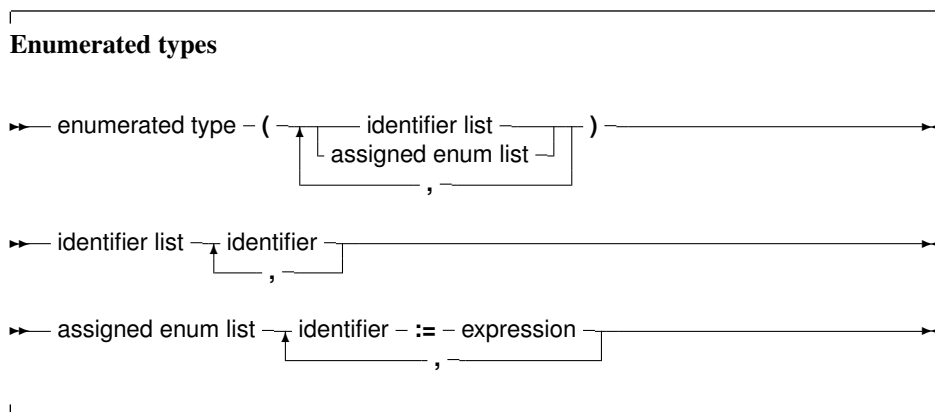 Enumerated types
enumerated type ( identifier list )
assigned enum list
,
identifier list identifier
,
assigned enum list identifier := expression
,